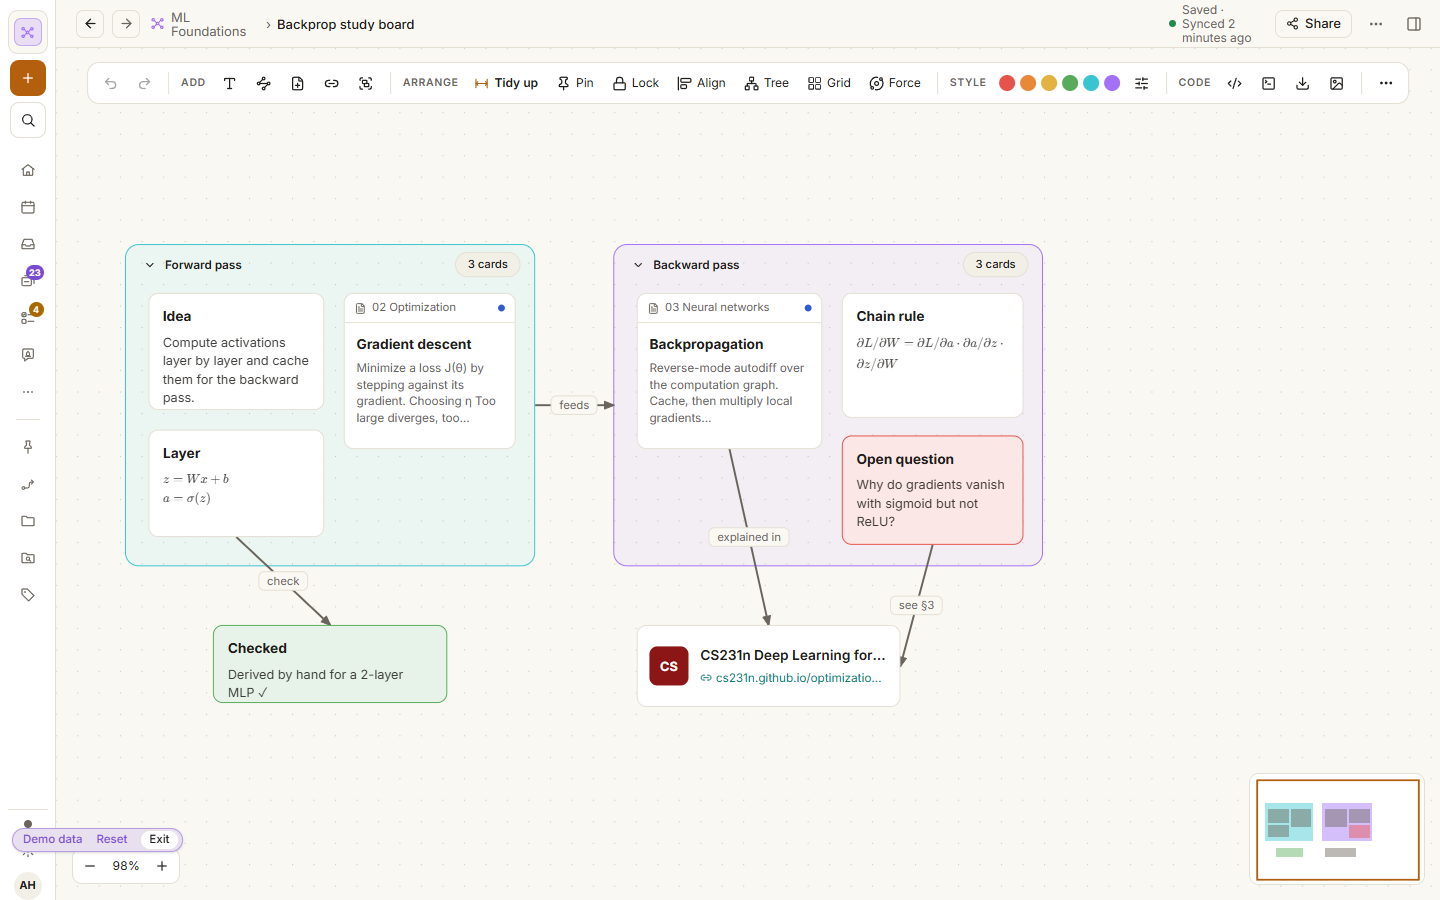 ML
Foundations
› Backprop study board
Saved ·
Synced 2
minutes ago
Share
ADD
ARRANGE
Tidy up
Pin
Lock
Align
Tree
Grid
Force
STYLE
CODE
23
4
Forward pass
3 cards
Idea
Compute activations
layer by layer and cache
them for the backward
pass.
02 Optimization
Gradient descent
Minimize a loss J(θ) by
stepping against its
gradient. Choosing η Too
large diverges, too...
Layer
z = Wx + b
a = σ(z)
feeds
Backward pass
3 cards
03 Neural networks
Backpropagation
Reverse-mode autodiff over
the computation graph.
Cache, then multiply local
gradients...
Chain rule
∂L/∂W = ∂L/∂a · ∂a/∂z ·
∂z/∂W
Open question
Why do gradients vanish
with sigmoid but not
ReLU?
explained in
check
see §3
Checked
Derived by hand for a 2-layer
MLP ✓
CS
CS231n Deep Learning for...
cs231n.github.io/optimizatio...
Demo data
Reset
Exit
98%
AH